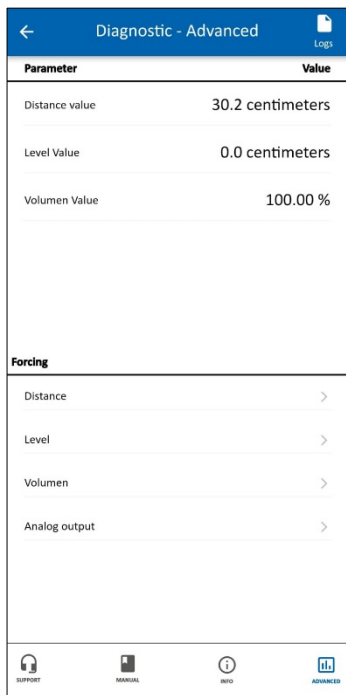 Diagnostic - Advanced
Logs
Parameter Value
Distance value 30.2 centimeters
Level Value 0.0 centimeters
Volumen Value 100.00 %
Forcing
Distance
Level
Volumen
Analog output
SUPPORT MANUAL INFO ADVANCED